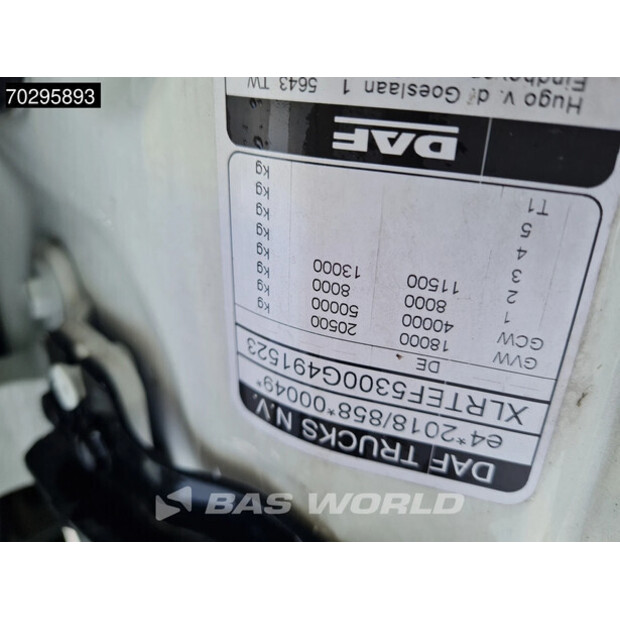 70295893
DAF TRUCKS N.V.
e4*2018/858*00049*
XLRTEF5300G491523
DE
GVW 18000 20500 kg
GCW 40000 50000 kg
1 8000 8000 kg
2 11500 13000 kg
3 kg
4 kg
5 kg
T1 kg
DAF
Hugo v. d. Goeslaan 1 5643 TW
BAS WORLD